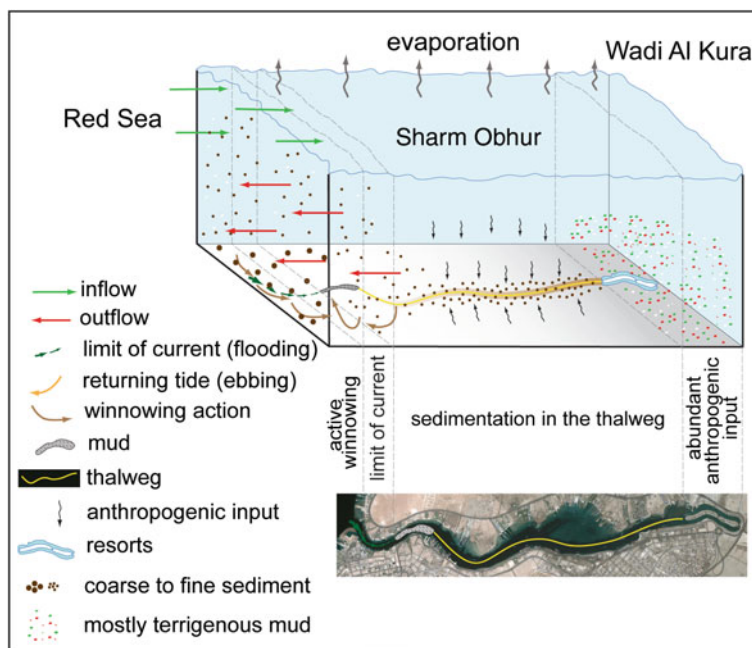 evaporation
Wadi Al Kura
Red Sea
Sharm Obhur
inflow
outflow
limit of current (flooding)
returning tide (ebbing)
winnowing action
mud
thalweg
anthropogenic input
resorts
coarse to fine sediment
mostly terrigenous mud
active
winnowing
limit of current
sedimentation in the thalweg
abundant
anthropogenic
input